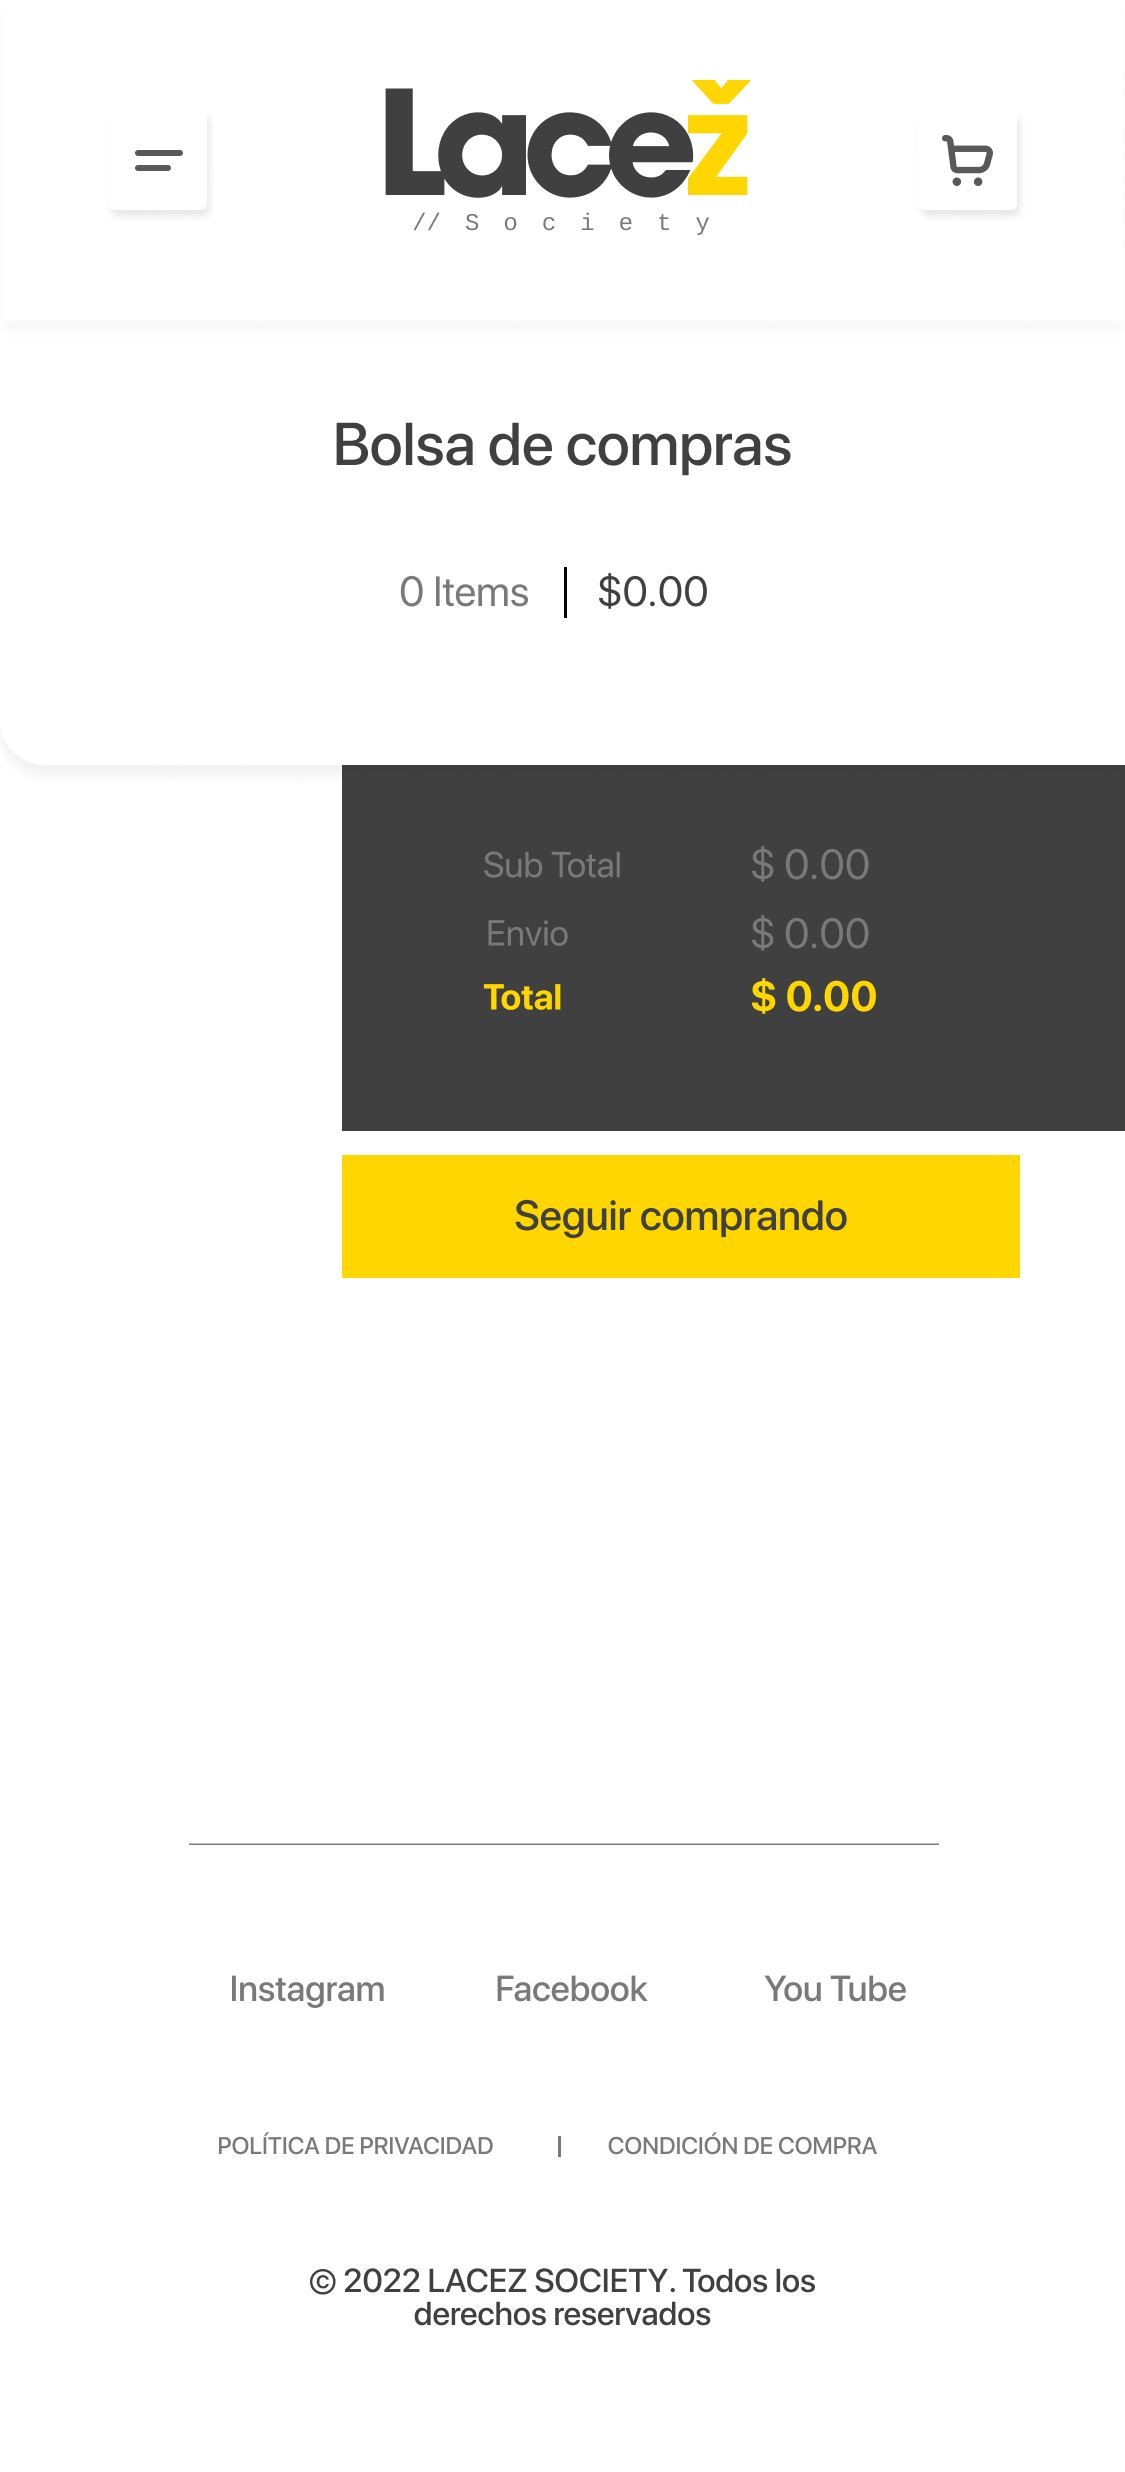 Lacež
// Society
Bolsa de compras
0 Items | $0.00
Sub Total $ 0.00
Envio $ 0.00
Total $ 0.00
Seguir comprando
Instagram Facebook You Tube
POLÍTICA DE PRIVACIDAD | CONDICIÓN DE COMPRA
© 2022 LACEZ SOCIETY. Todos los
derechos reservados